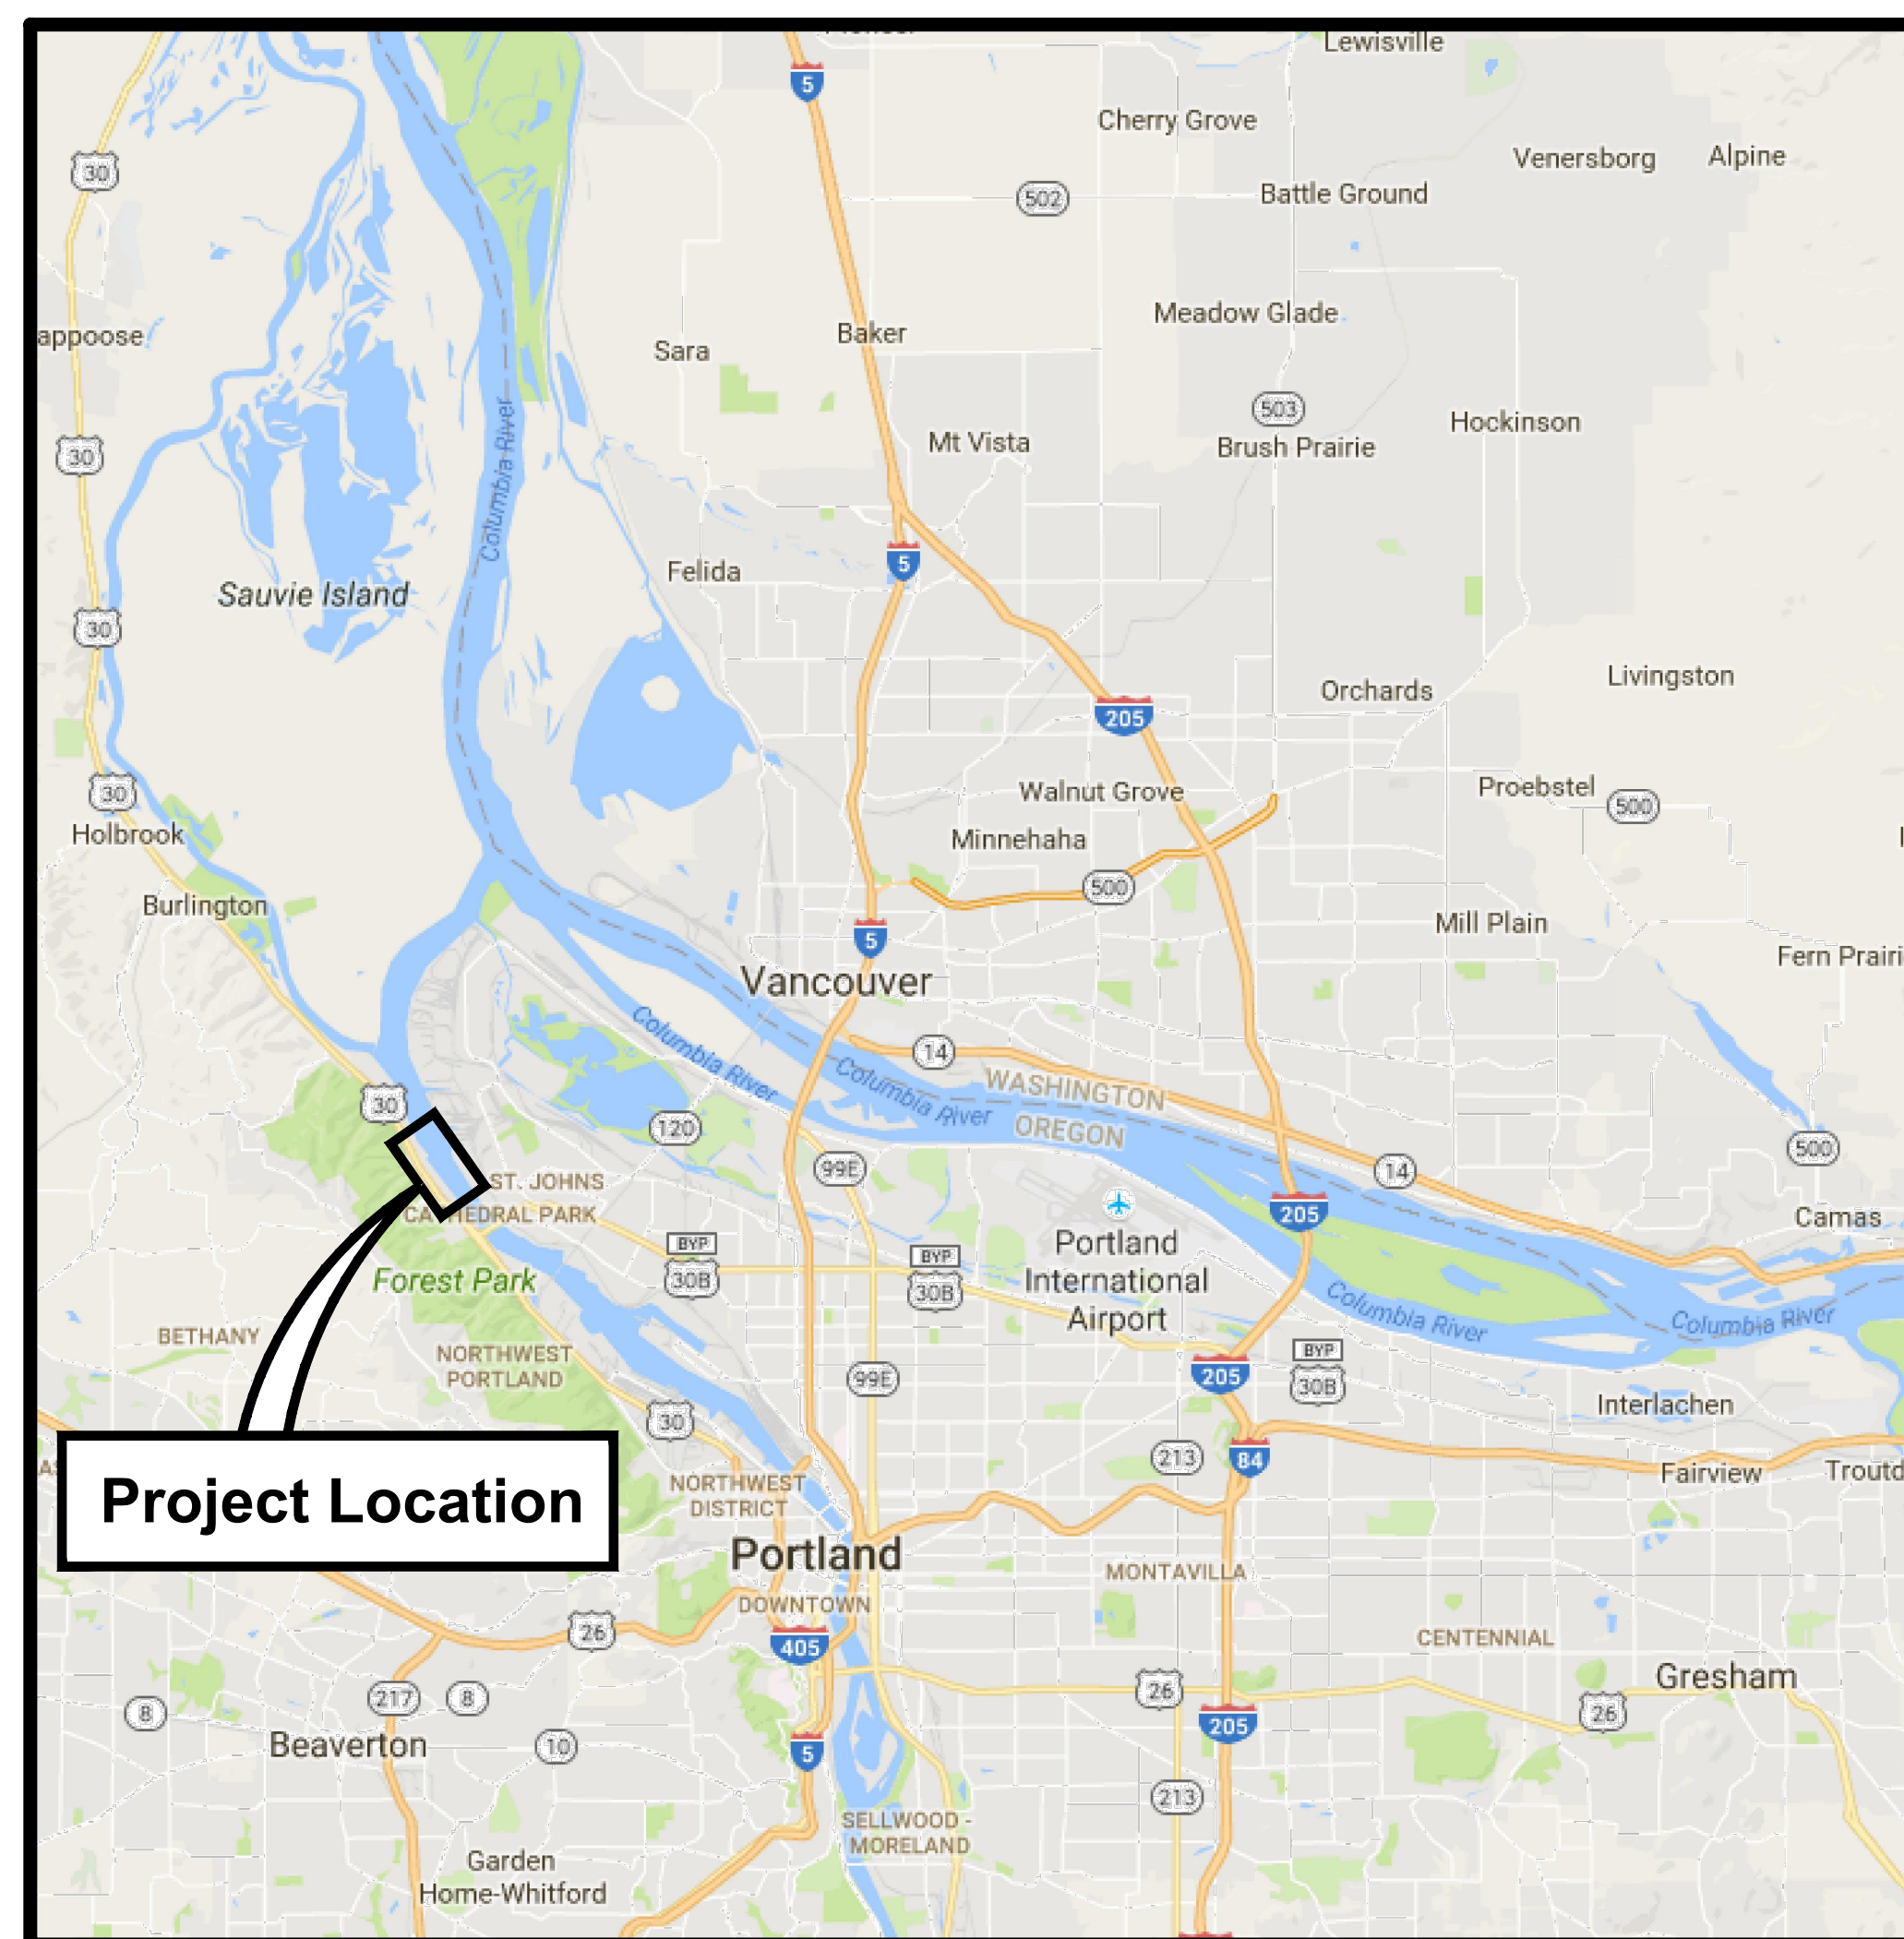 Lewisville
5
Cherry Grove
Venersborg
Alpine
30
502
Battle Ground
Meadow Glade
appoose
Baker
Sara
503
Hockinson
Mt Vista
Brush Prairie
30
Columbia River
5
Felida
Sauvie Island
30
Livingston
Orchards
205
30
Walnut Grove
Proebstel
500
Holbrook
Minnehaha
500
Burlington
Mill Plain
5
Fern Prairi
Vancouver
Columbia River
14
Columbia River
WASHINGTON
OREGON
30
120
500
99E
14
ST. JOHNS
CATHEDRAL PARK
205
Camas
Portland
International
Airport
BYP
30B
BYP
30B
Forest Park
Columbia River
Columbia River
BETHANY
NORTHWEST
PORTLAND
99E
205
BYP
30B
Interlachen
30
213
84
Fairview
Troutd
Project Location
NORTHWEST
DISTRICT
Portland
MONTAVILLA
DOWNTOWN
26
405
CENTENNIAL
Gresham
217
8
8
26
26
205
Beaverton
10
5
213
SELLWOOD -
MORELAND
Garden
Home-Whitford